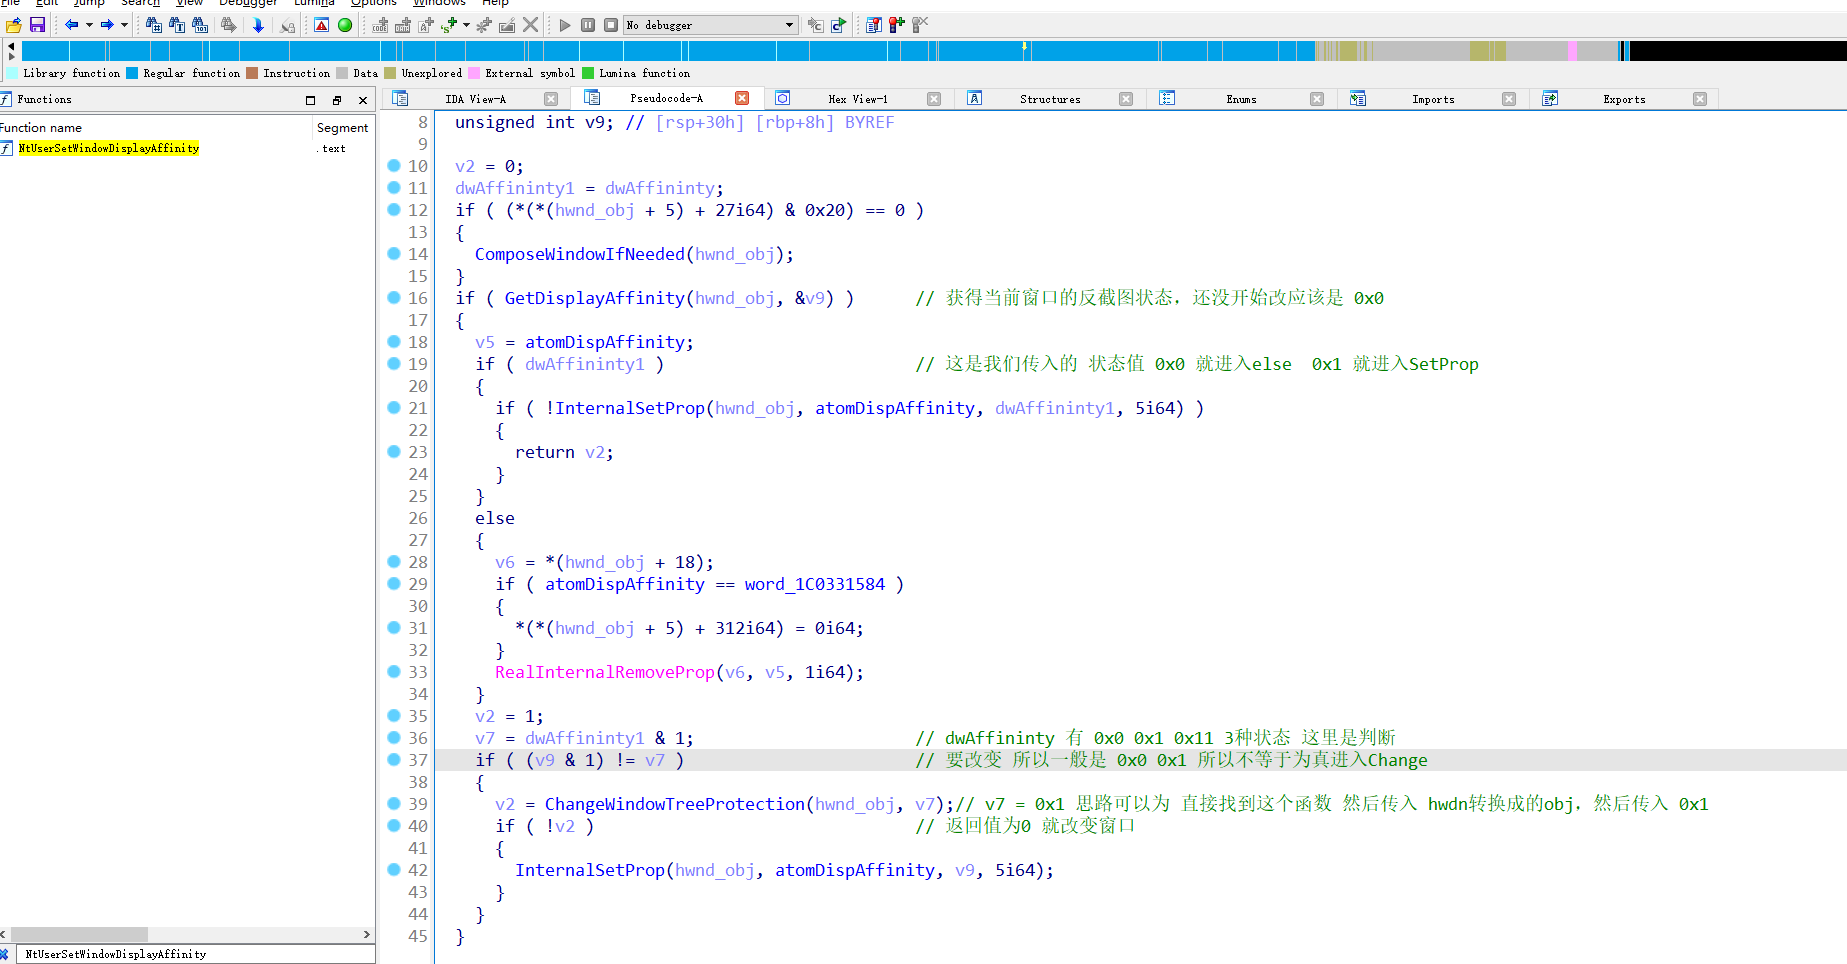 File Edit Jump Search View Debugger Lumina Options Windows Help
No debugger
Library function Regular function Instruction Data Unexplored External symbol Lumina function
Functions
IDA View-A Pseudocode-A Hex View-1 Structures Enums Imports Exports
Function name Segment
NtUserSetWindowDisplayAffinity .text
8 unsigned int v9; // [rsp+30h] [rbp+8h] BYREF
9
10 v2 = 0;
11 dwAffininty1 = dwAffininty;
12 if ( (*(*(hwnd_obj + 5) + 27i64) & 0x20) == 0 )
13 {
14 ComposeWindowIfNeeded(hwnd_obj);
15 }
16 if ( GetDisplayAffinity(hwnd_obj, &v9) ) // 获得当前窗口的反截图状态，还没开始改应该是 0x0
17 {
18 v5 = atomDispAffinity;
19 if ( dwAffininty1 ) // 这是我们传入的 状态值 0x0 就进入else 0x1 就进入SetProp
20 {
21 if ( !InternalSetProp(hwnd_obj, atomDispAffinity, dwAffininty1, 5i64) )
22 {
23 return v2;
24 }
25 }
26 else
27 {
28 v6 = *(hwnd_obj + 18);
29 if ( atomDispAffinity == word_1C0331584 )
30 {
31 *(*(hwnd_obj + 5) + 312i64) = 0i64;
32 }
33 RealInternalRemoveProp(v6, v5, 1i64);
34 }
35 v2 = 1;
36 v7 = dwAffininty1 & 1; // dwAffininty 有 0x0 0x1 0x11 3种状态 这里是判断
37 if ( (v9 & 1) != v7 ) // 要改变 所以一般是 0x0 0x1 所以不等于为真进入Change
38 {
39 v2 = ChangeWindowTreeProtection(hwnd_obj, v7);// v7 = 0x1 思路可以为 直接找到这个函数 然后传入 hwdn转换成的obj，然后传入 0x1
40 if ( !v2 ) // 返回值为0 就改变窗口
41 {
42 InternalSetProp(hwnd_obj, atomDispAffinity, v9, 5i64);
43 }
44 }
45 }
NtUserSetWindowDisplayAffinity